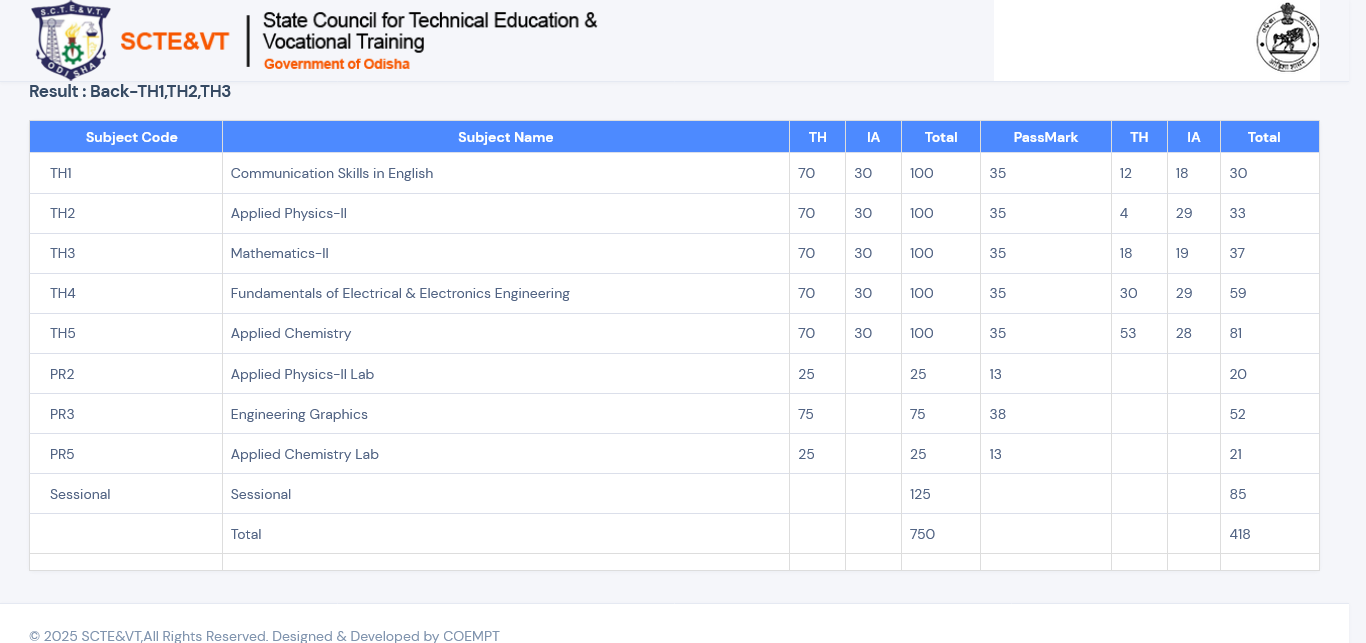 S.C.T.E.&V.T.
ODISHA
SCTE&VT
State Council for Technical Education &
Vocational Training
Government of Odisha
Result : Back-TH1,TH2,TH3
Subject Code Subject Name TH IA Total PassMark TH IA Total
TH1 Communication Skills in English 70 30 100 35 12 18 30
TH2 Applied Physics-II 70 30 100 35 4 29 33
TH3 Mathematics-II 70 30 100 35 18 19 37
TH4 Fundamentals of Electrical & Electronics Engineering 70 30 100 35 30 29 59
TH5 Applied Chemistry 70 30 100 35 53 28 81
PR2 Applied Physics-II Lab 25 25 13 20
PR3 Engineering Graphics 75 75 38 52
PR5 Applied Chemistry Lab 25 25 13 21
Sessional Sessional 125 85
Total 750 418
© 2025 SCTE&VT,All Rights Reserved. Designed & Developed by COEMPT